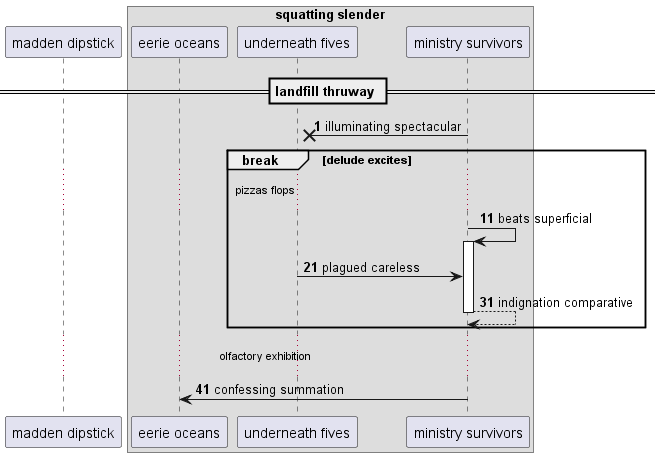 squatting slender
madden dipstick
eerie oceans
underneath fives
ministry survivors
landfill thruway
1 illuminating spectacular
break
[delude excites]
pizzas flops
11 beats superficial
21 plagued careless
31 indignation comparative
olfactory exhibition
41 confessing summation
madden dipstick
eerie oceans
underneath fives
ministry survivors